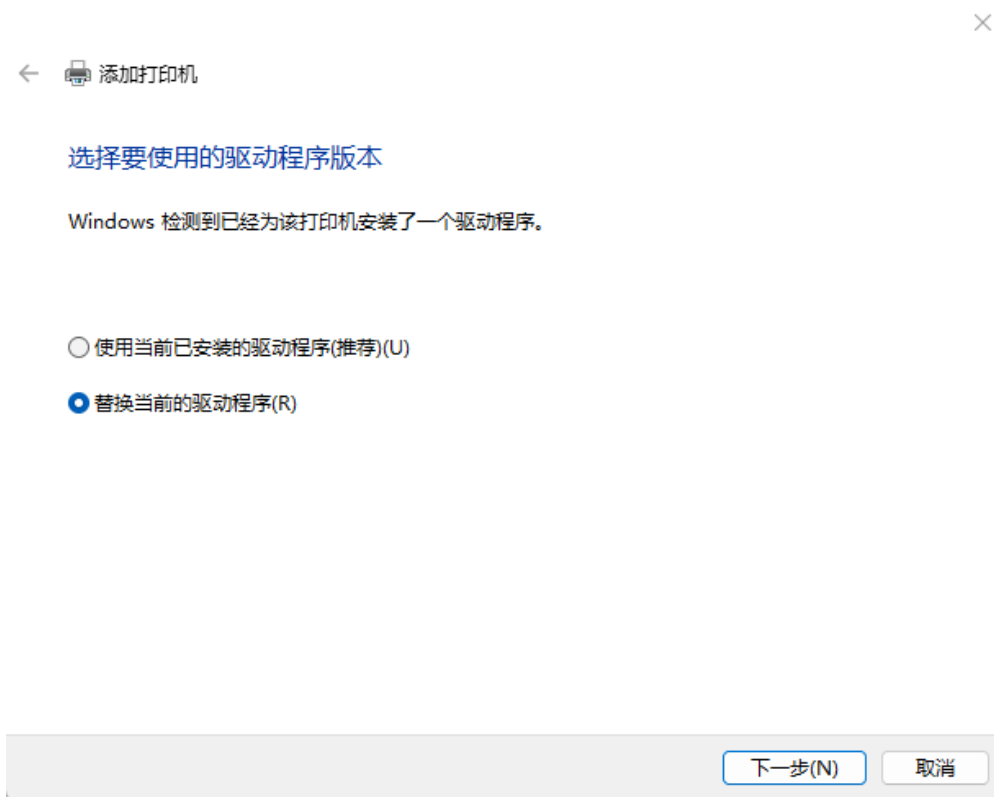 添加打印机
选择要使用的驱动程序版本
Windows 检测到已经为该打印机安装了一个驱动程序。
使用当前已安装的驱动程序(推荐)(U)
替换当前的驱动程序(R)
下一步(N)
取消